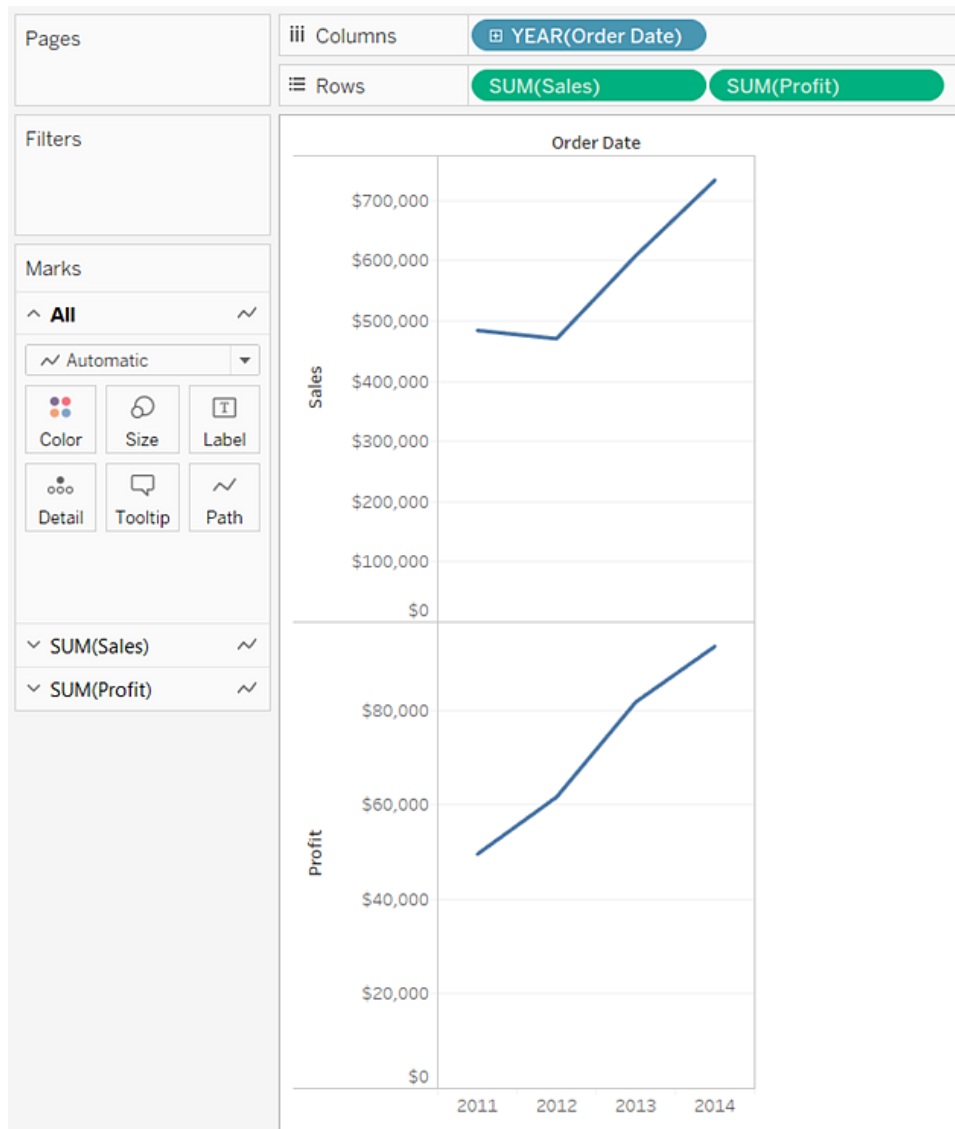 Pages
Columns
YEAR(Order Date)
Rows
SUM(Sales) SUM(Profit)
Filters
Marks
All
Automatic
Color Size Label
Detail Tooltip Path
SUM(Sales)
SUM(Profit)
Order Date
Sales
$700,000
$600,000
$500,000
$400,000
$300,000
$200,000
$100,000
$0
Profit
$80,000
$60,000
$40,000
$20,000
$0
2011 2012 2013 2014